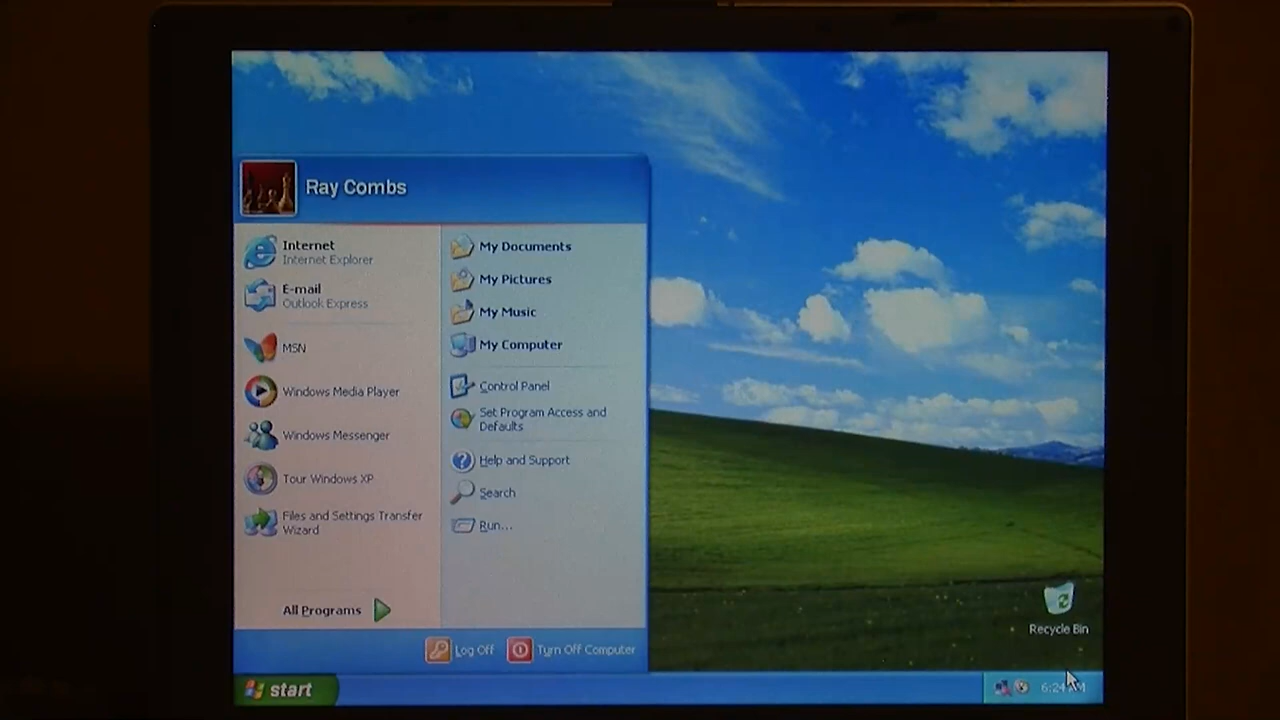 Ray Combs
Internet
Internet Explorer
E-mail
Outlook Express
MSN
Windows Media Player
Windows Messenger
Tour Windows XP
Files and Settings Transfer
Wizard
All Programs
My Documents
My Pictures
My Music
My Computer
Control Panel
Set Program Access and
Defaults
Help and Support
Search
Run...
Log Off
Turn Off Computer
Recycle Bin
start